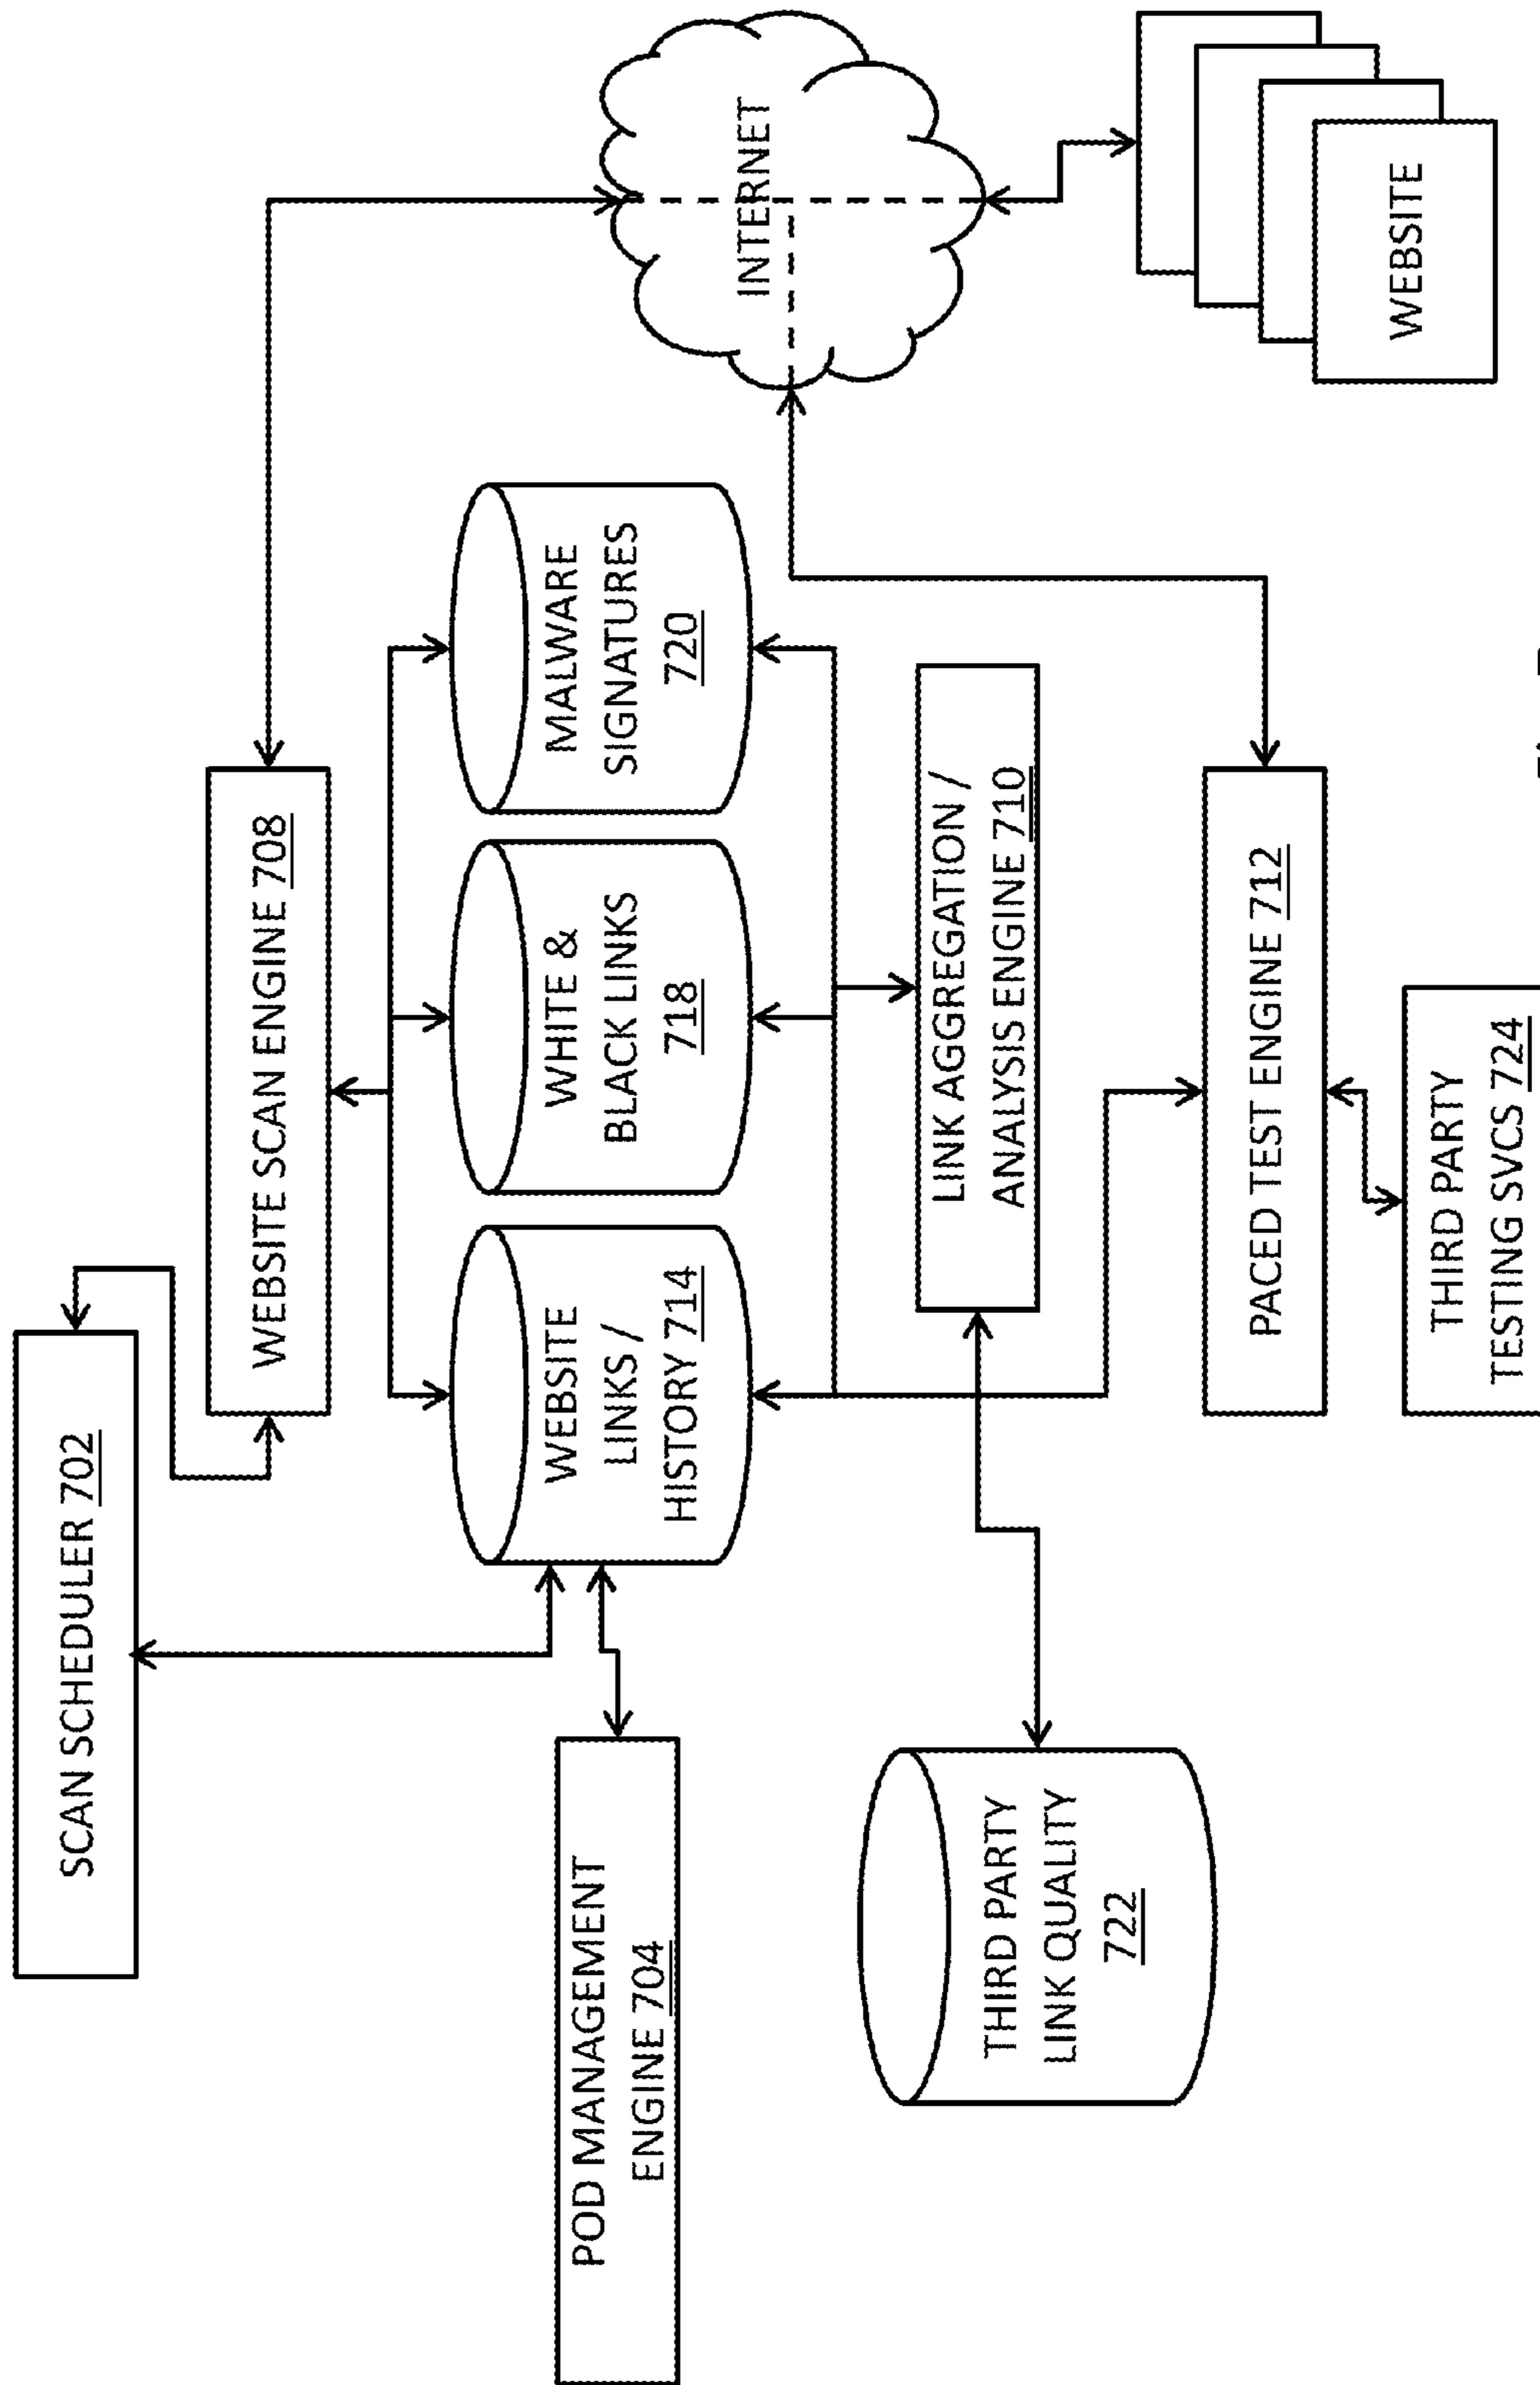 SCAN SCHEDULER 702
WEBSITE SCAN ENGINE 708
POD MANAGEMENT
ENGINE 704
WEBSITE
LINKS /
HISTORY 714
WHITE &
BLACK LINKS
718
MALWARE
SIGNATURES
720
INTERNET
THIRD PARTY
LINK QUALITY
722
LINK AGGREGATION /
ANALYSIS ENGINE 710
PACED TEST ENGINE 712
WEBSITE
THIRD PARTY
TESTING SVCS 724